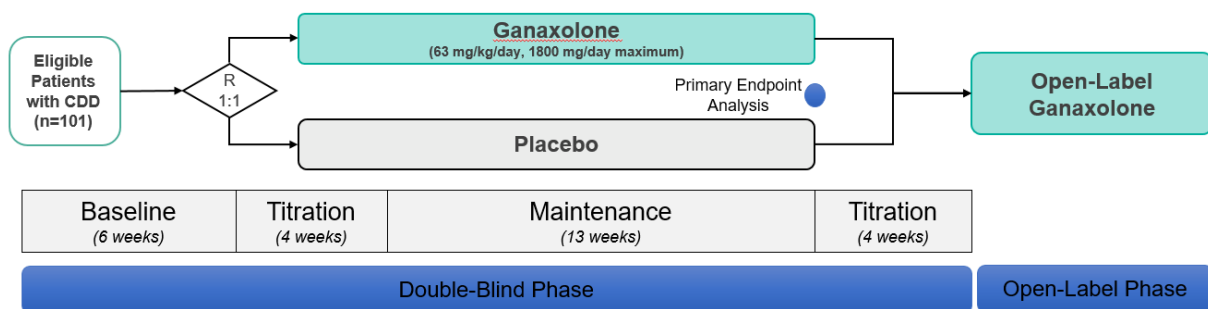 Eligible
Patients
with CDD
(n=101)
R
1:1
Ganaxolone
(63 mg/kg/day, 1800 mg/day maximum)
Primary Endpoint
Analysis
Placebo
Open-Label
Ganaxolone
Baseline
(6 weeks)
Titration
(4 weeks)
Maintenance
(13 weeks)
Titration
(4 weeks)
Double-Blind Phase
Open-Label Phase